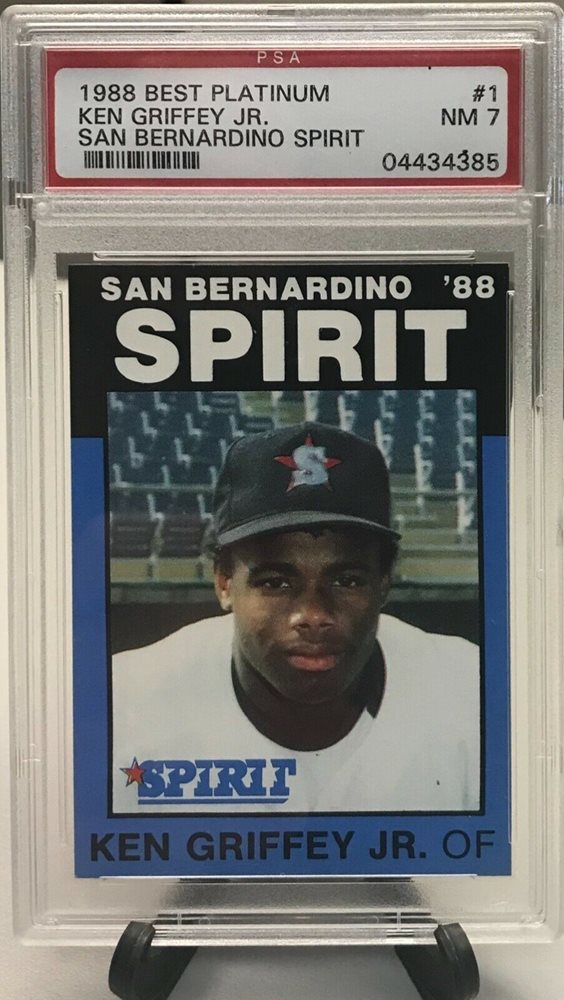 PSA
1988 BEST PLATINUM #1
KEN GRIFFEY JR. NM 7
SAN BERNARDINO SPIRIT
04434385
SAN BERNARDINO '88
SPIRIT
S
SPIRIT
KEN GRIFFEY JR. OF